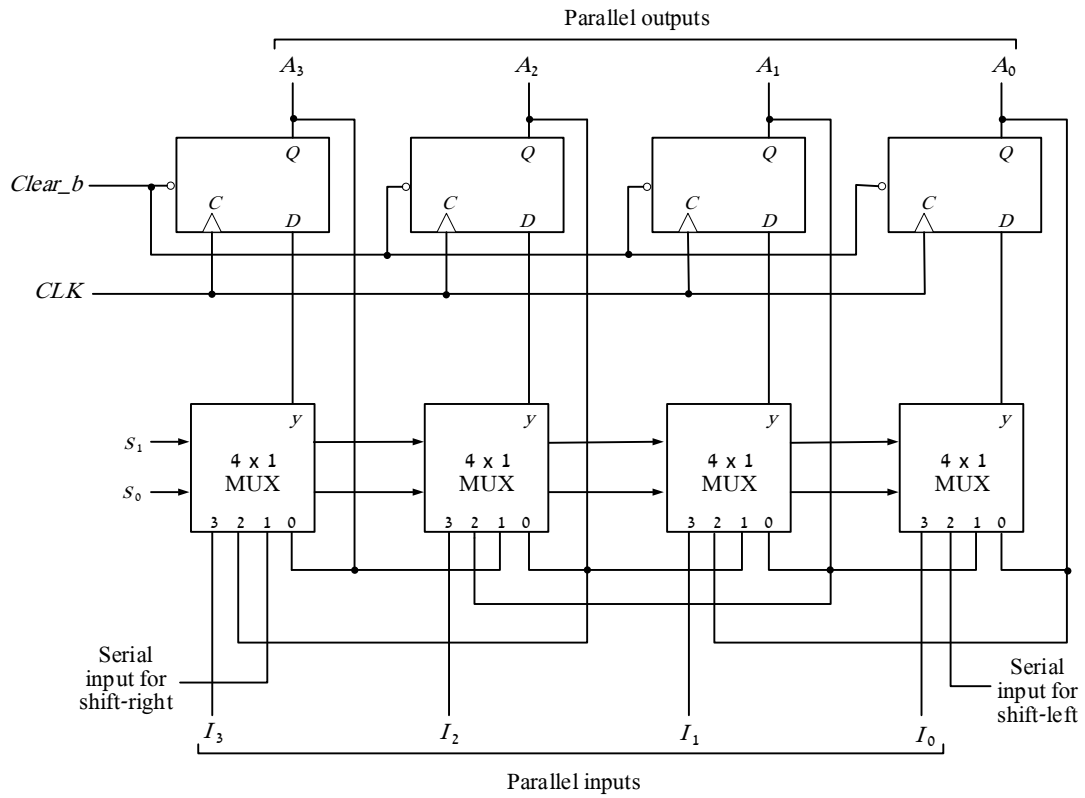 Parallel outputs
A₃ A₂ A₁ A₀
Q Q Q Q
Clear_b
C D C D C D C D
CLK
y y y y
s₁
4 x 1 4 x 1 4 x 1 4 x 1
MUX MUX MUX MUX
s₀
3 2 1 0 3 2 1 0 3 2 1 0 3 2 1 0
Serial
input for
shift-right
Serial
input for
shift-left
I₃ I₂ I₁ I₀
Parallel inputs